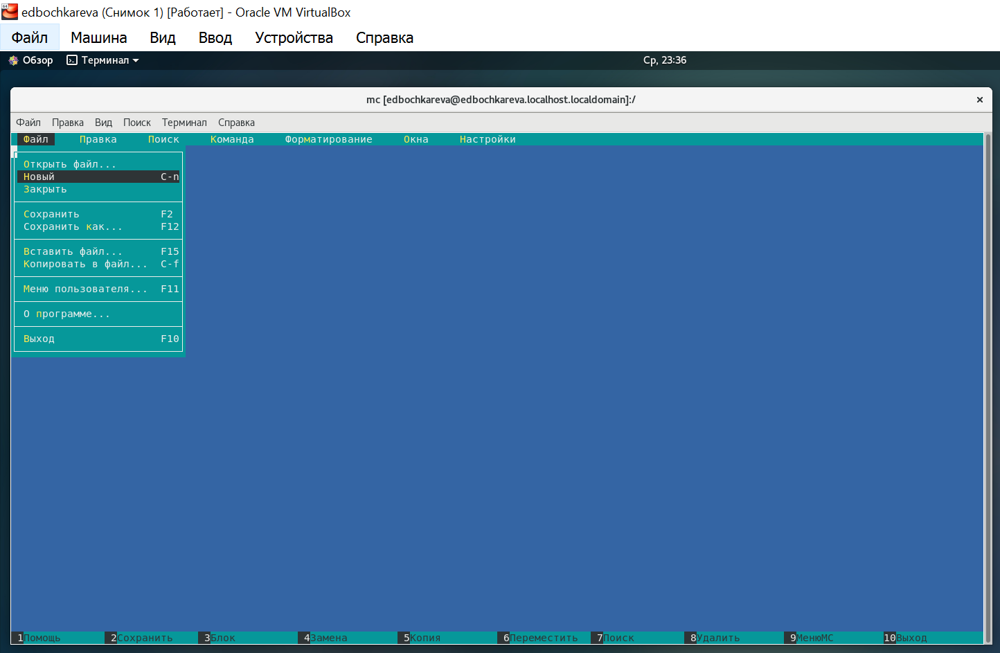 edbochkareva (Снимок 1) [Работает] - Oracle VM VirtualBox
Файл Машина Вид Ввод Устройства Справка
Обзор Терминал Ср, 23:36
mc [edbochkareva@edbochkareva.localhost.localdomain]:/ ×
Файл Правка Вид Поиск Терминал Справка
Файл Правка Поиск Команда Форматирование Окна Настройки
Открыть файл...
Новый C-n
Закрыть
Сохранить F2
Сохранить как... F12
Вставить файл... F15
Копировать в файл... C-f
Меню пользователя... F11
О программе...
Выход F10
1Помощь 2Сохранить 3Блок 4Замена 5Копия 6Переместить 7Поиск 8Удалить 9МенюМС 10Выход